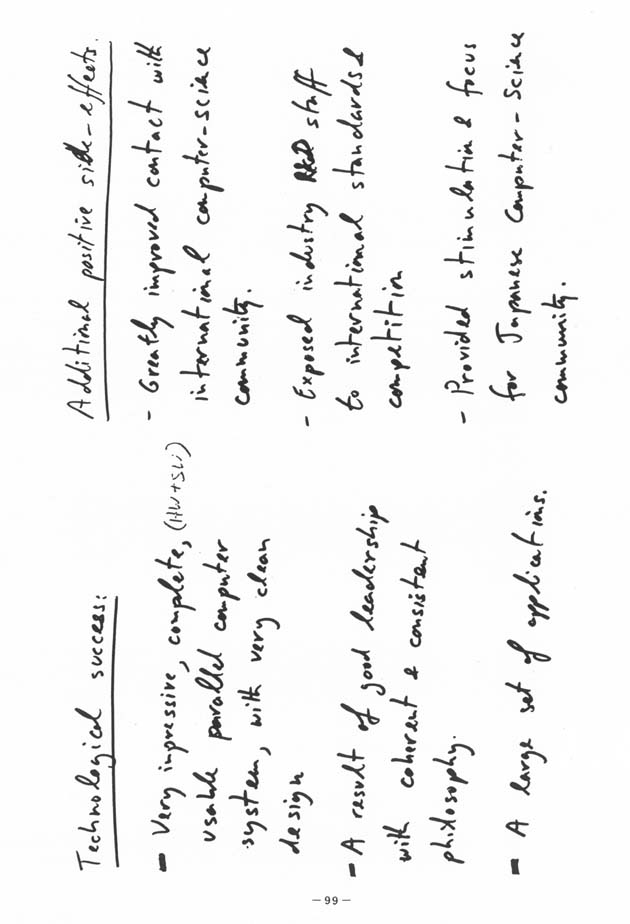 Technological success:
- Very impressive, complete, (HW+SW)
usable parallel computer
system, with very clean
design
- A result of good leadership
with coherent & consistent
philosophy.
- A large set of applications.
Additional positive side-effects.
- Greatly improved contact with
international computer-science
community.
- Exposed industry R&D staff
to international standards &
competition
- Provided stimulation & focus
for Japanese Computer-Science
community.
— 99 —